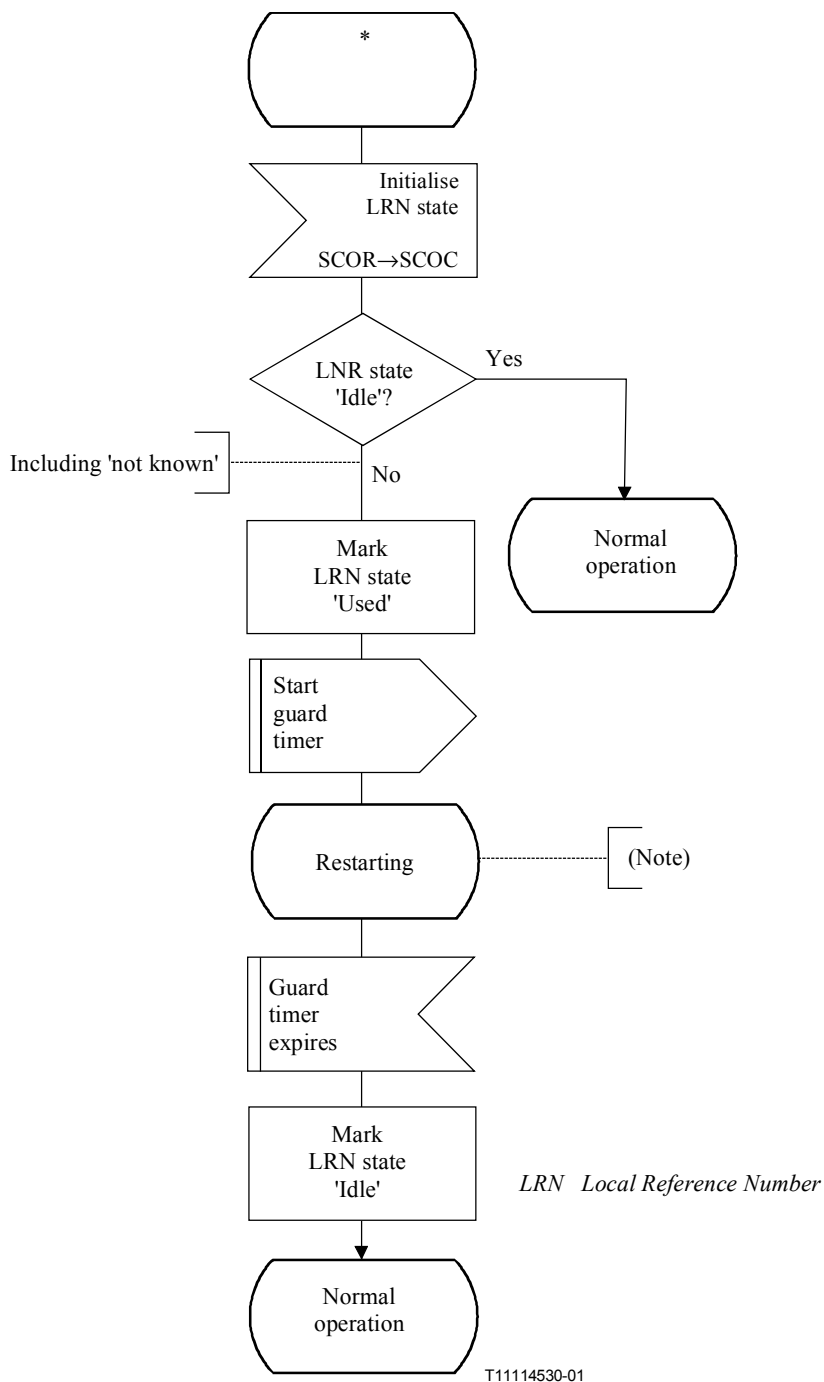 *
Initialise
LRN state
SCOR→SCOC
LNR state
'Idle'?
Yes
Including 'not known'
No
Normal
operation
Mark
LRN state
'Used'
Start
guard
timer
Restarting
(Note)
Guard
timer
expires
Mark
LRN state
'Idle'
LRN Local Reference Number
Normal
operation
T11114530-01